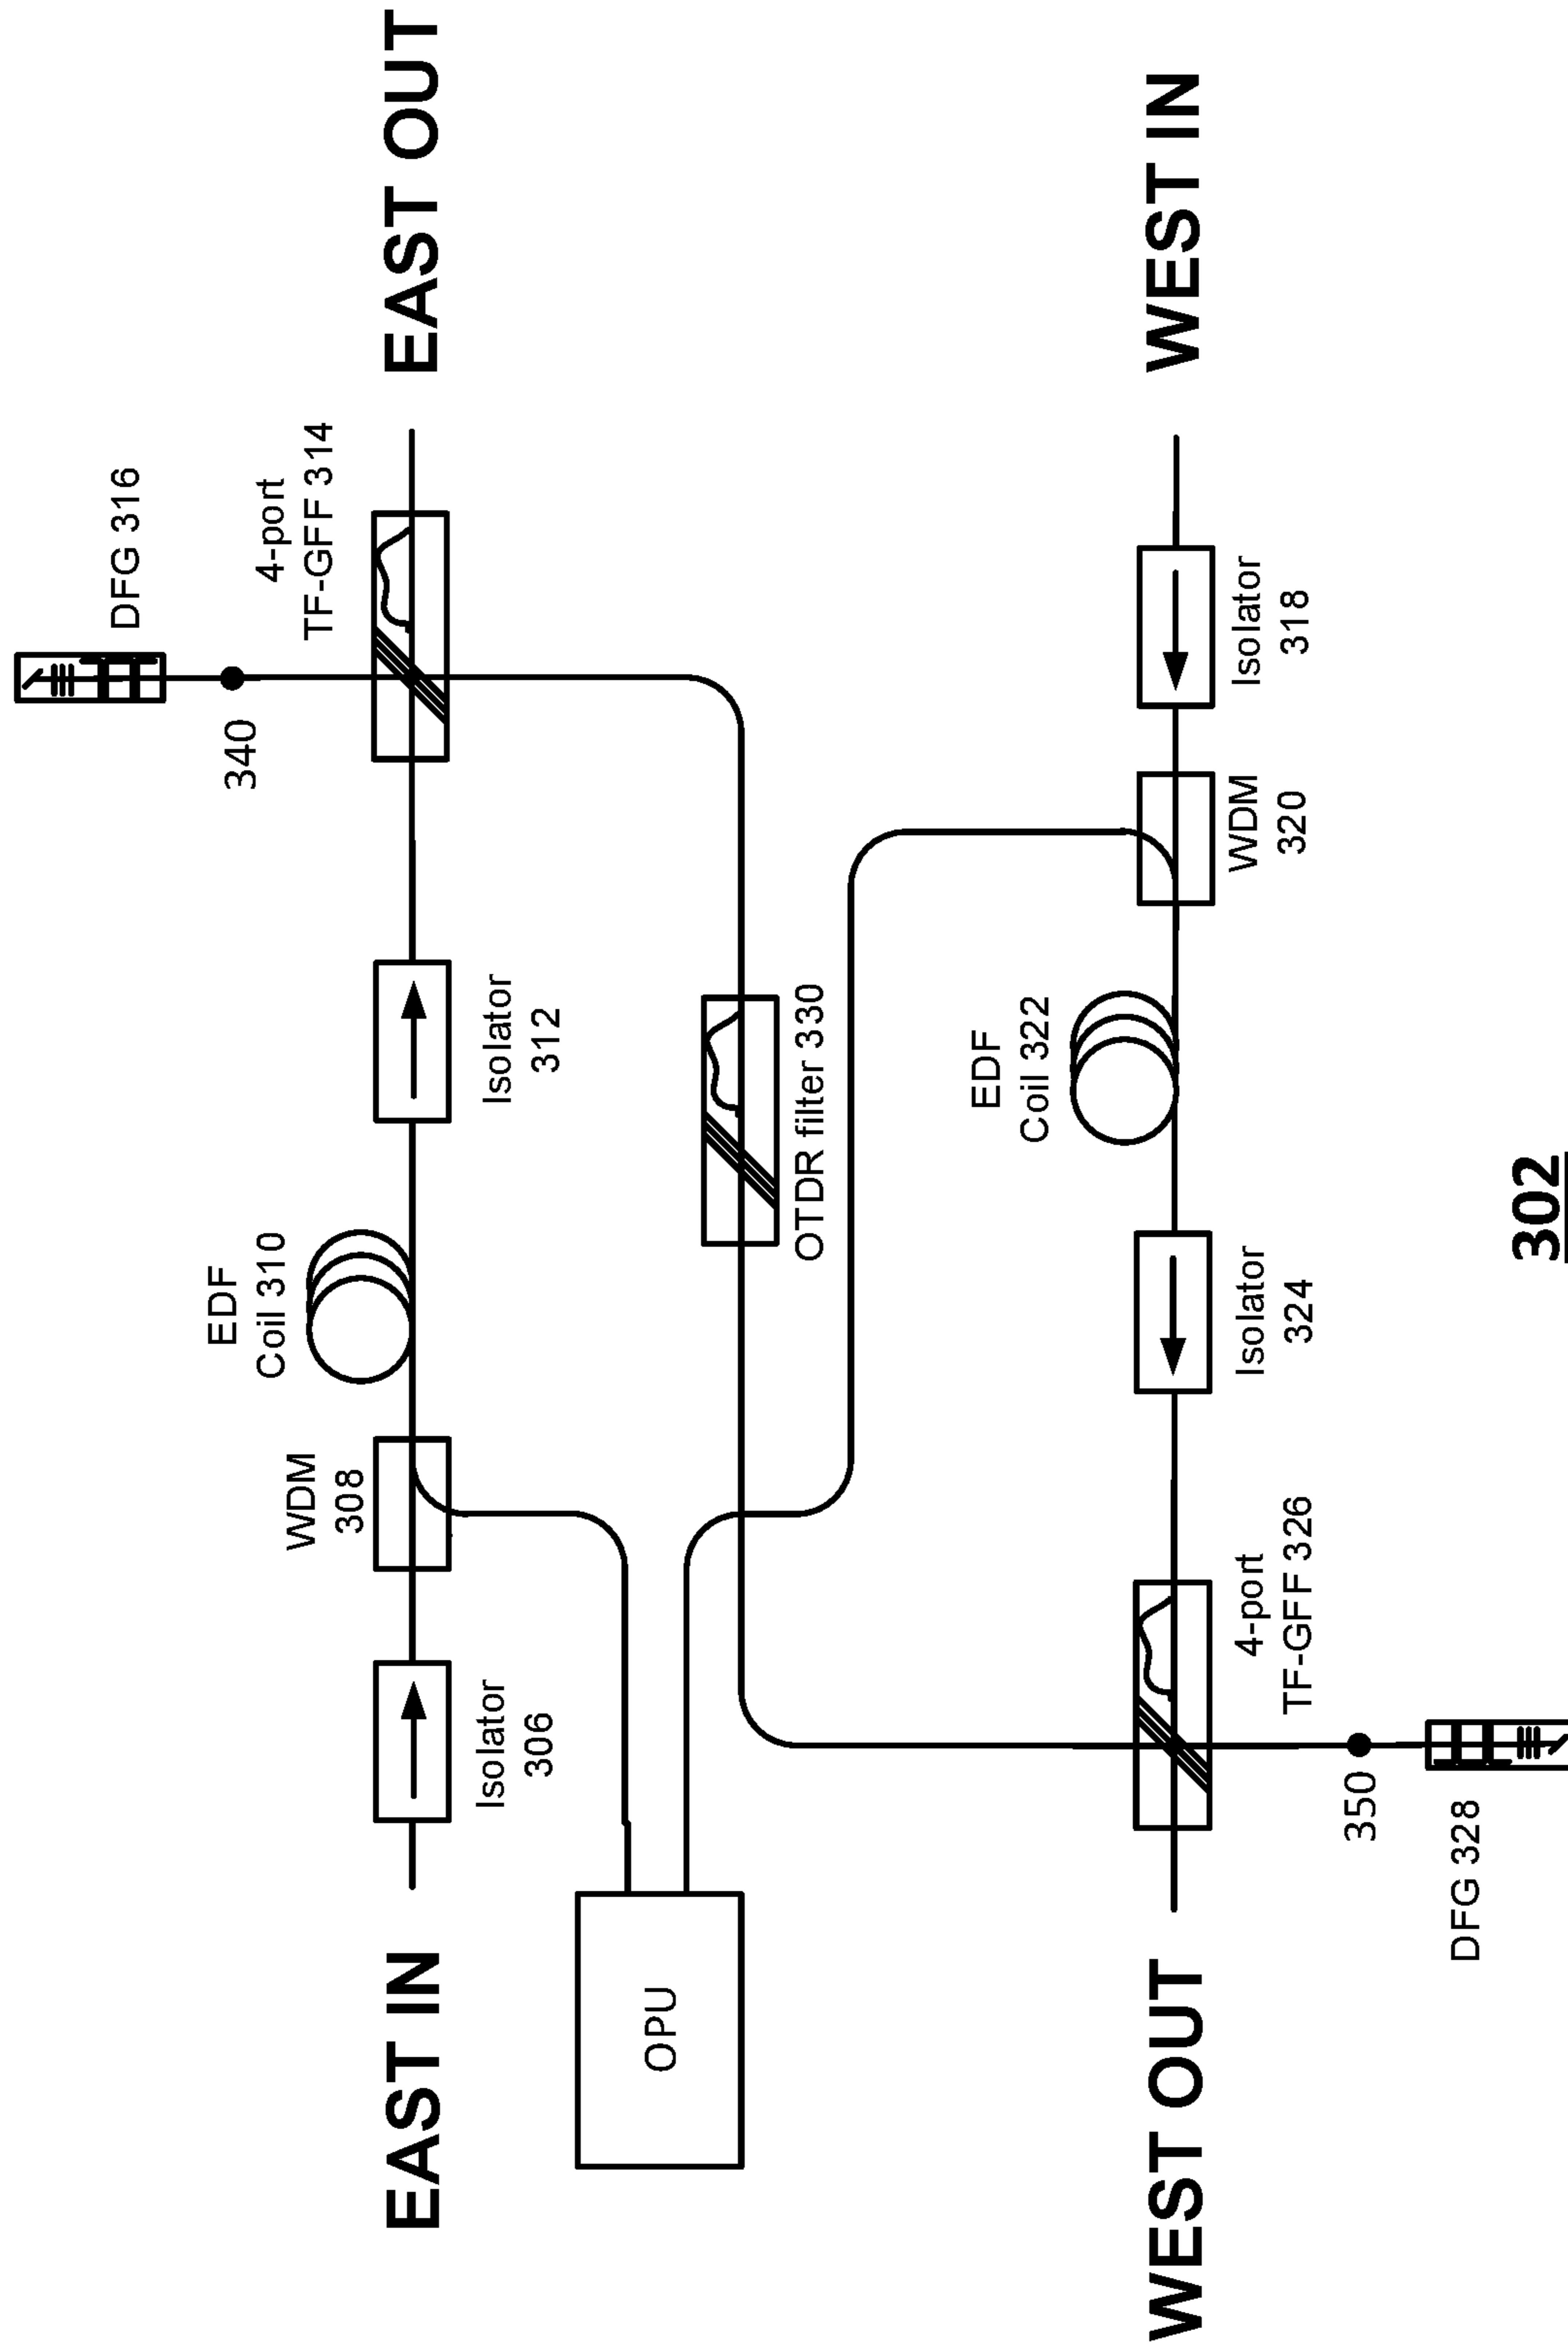 DFG 316
340
4-port
TF-GFF 314
EAST IN
Isolator
306
WDM
308
EDF
Coil 310
Isolator
312
EAST OUT
OPU
OTDR filter 330
WEST OUT
4-port
TF-GFF 326
Isolator
324
EDF
Coil 322
WDM
320
Isolator
318
WEST IN
350
DFG 328
302